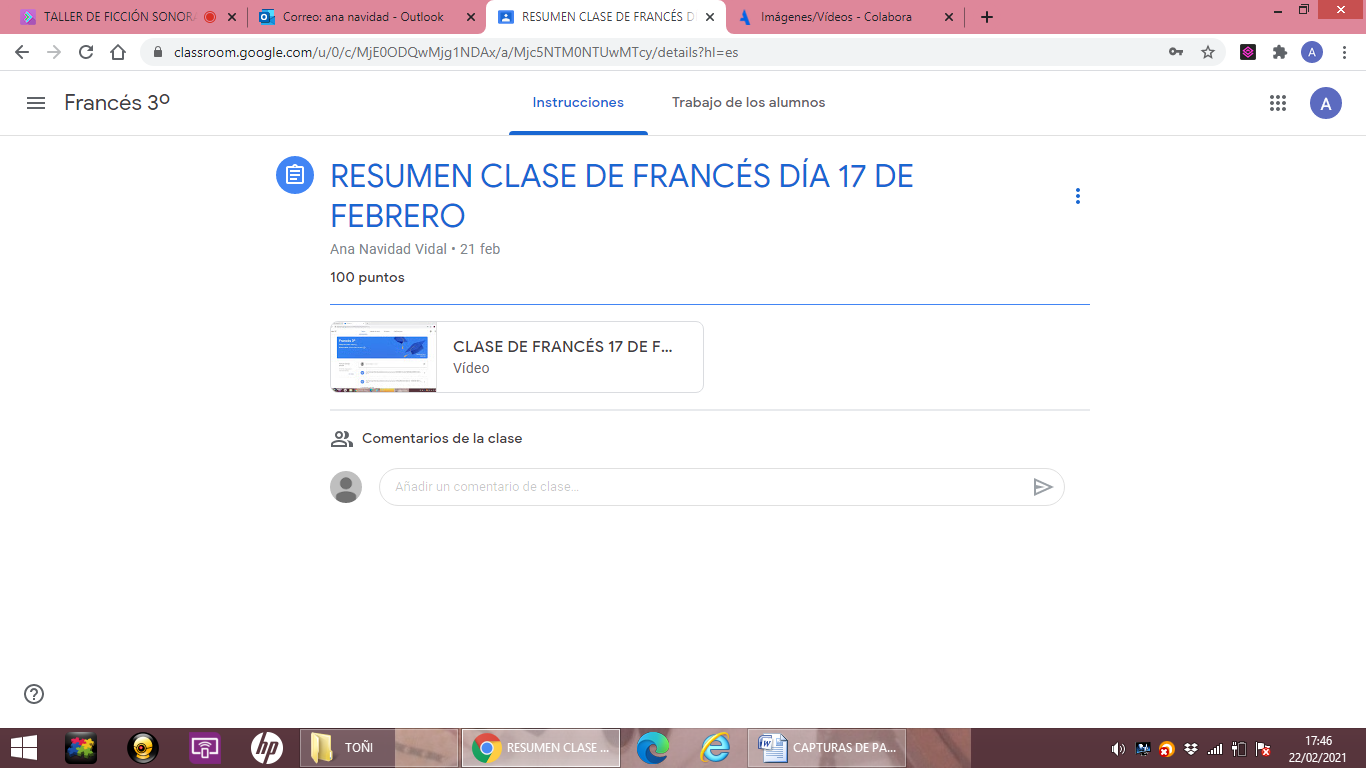 TALLER DE FICCIÓN SONORA
Correo: ana navidad - Outlook
RESUMEN CLASE DE FRANCÉS D
Imágenes/Vídeos - Colabora
classroom.google.com/u/0/c/MjE0ODQwMjg1NDAx/a/Mjc5NTM0NTUwMTcy/details?hl=es
A
Francés 3º
Instrucciones
Trabajo de los alumnos
A
RESUMEN CLASE DE FRANCÉS DÍA 17 DE
FEBRERO
Ana Navidad Vidal • 21 feb
100 puntos
CLASE DE FRANCÉS 17 DE F...
Vídeo
Comentarios de la clase
Añadir un comentario de clase...
hp
TOÑI
RESUMEN CLASE ...
CAPTURAS DE PA...
17:46
22/02/2021